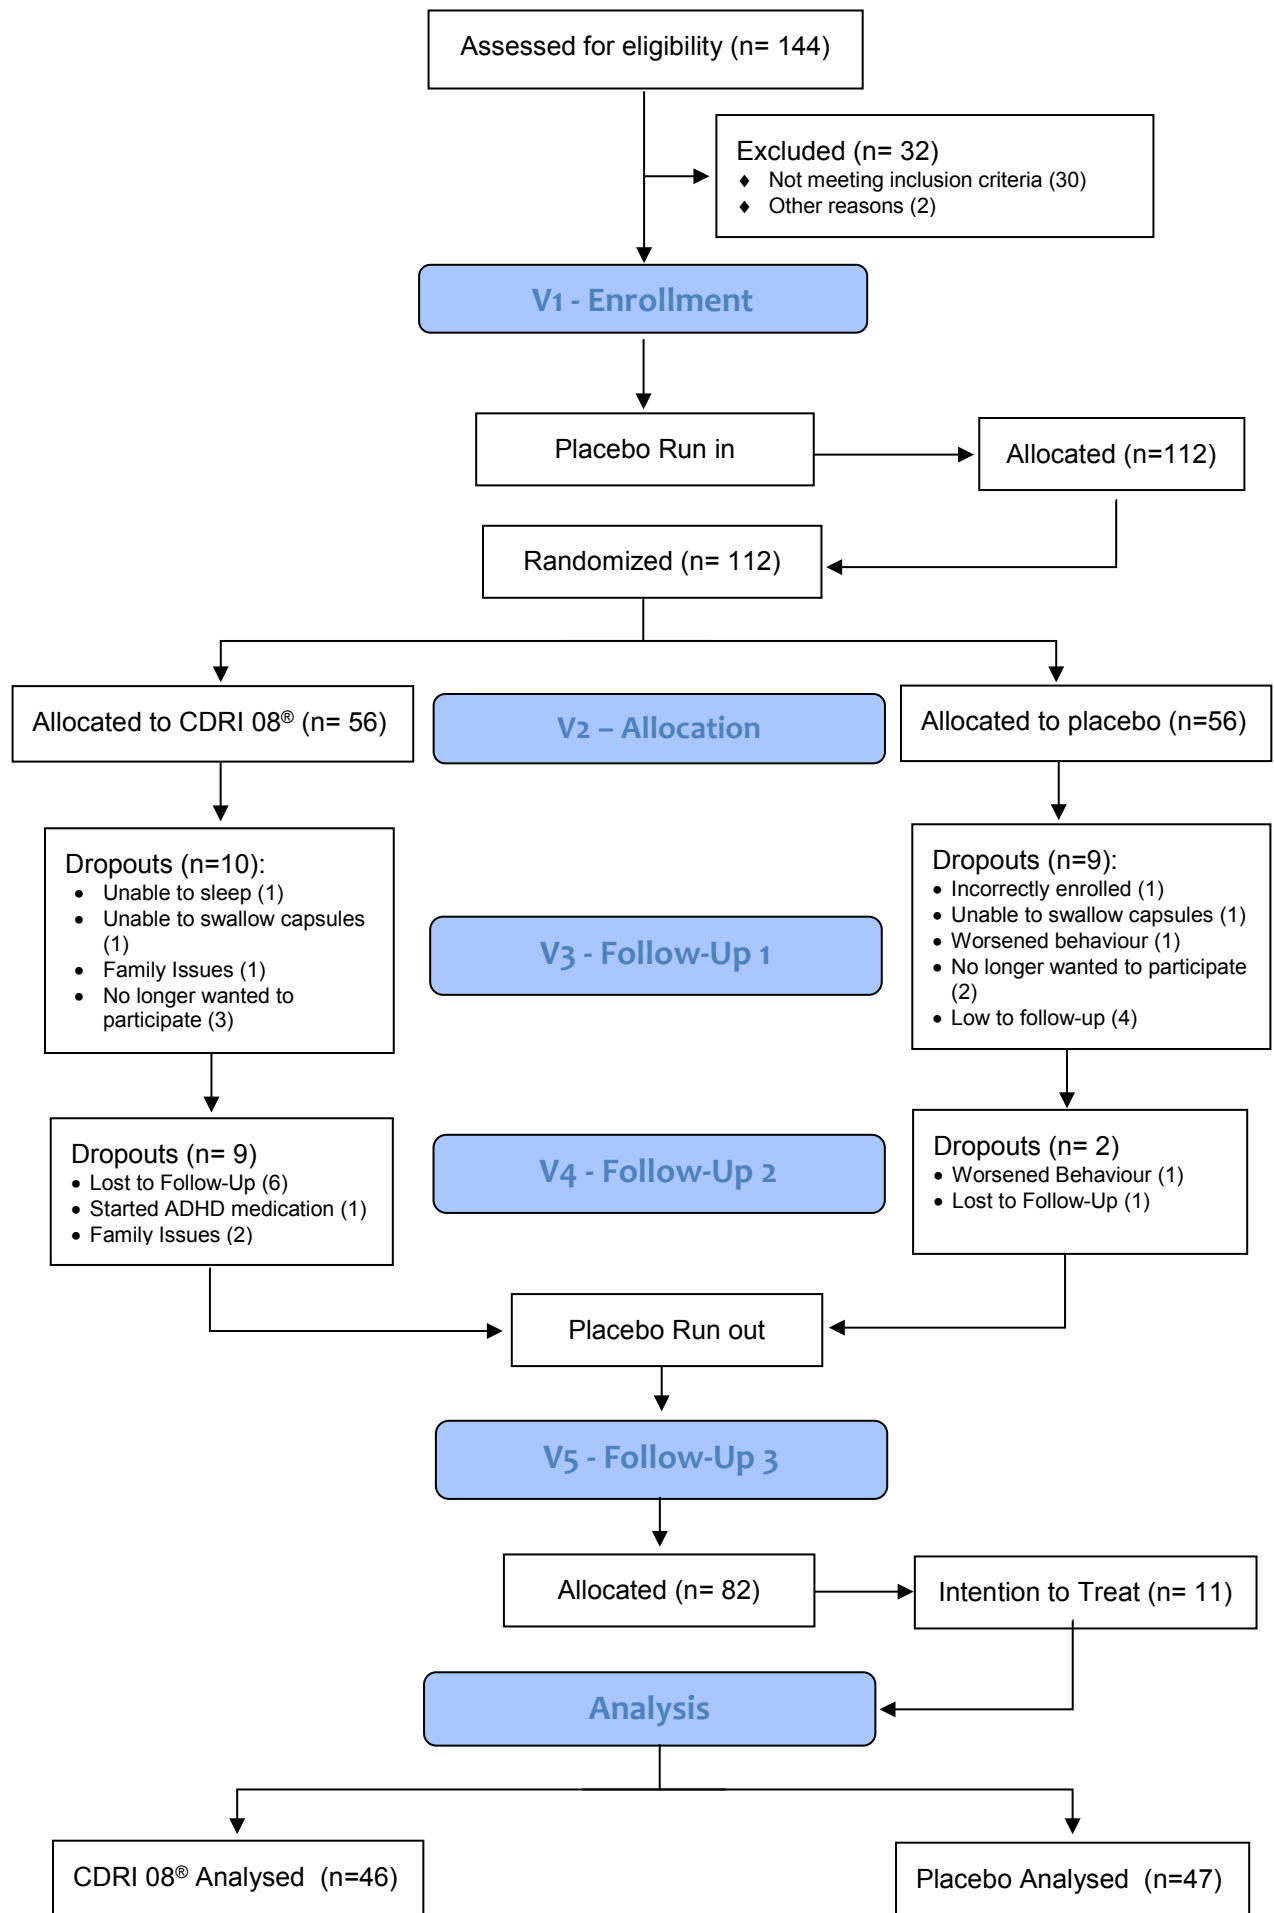 Assessed for eligibility (n= 144)
Excluded (n= 32)
♦ Not meeting inclusion criteria (30)
♦ Other reasons (2)
V1 - Enrollment
Placebo Run in
Allocated (n=112)
Randomized (n= 112)
Allocated to CDRI 08® (n= 56)
V2 – Allocation
Allocated to placebo (n=56)
Dropouts (n=10):
• Unable to sleep (1)
• Unable to swallow capsules
(1)
• Family Issues (1)
• No longer wanted to
participate (3)
V3 - Follow-Up 1
Dropouts (n=9):
• Incorrectly enrolled (1)
• Unable to swallow capsules (1)
• Worsened behaviour (1)
• No longer wanted to participate
(2)
• Low to follow-up (4)
Dropouts (n= 9)
• Lost to Follow-Up (6)
• Started ADHD medication (1)
• Family Issues (2)
V4 - Follow-Up 2
Dropouts (n= 2)
• Worsened Behaviour (1)
• Lost to Follow-Up (1)
Placebo Run out
V5 - Follow-Up 3
Allocated (n= 82)
Intention to Treat (n= 11)
Analysis
CDRI 08® Analysed (n=46)
Placebo Analysed (n=47)